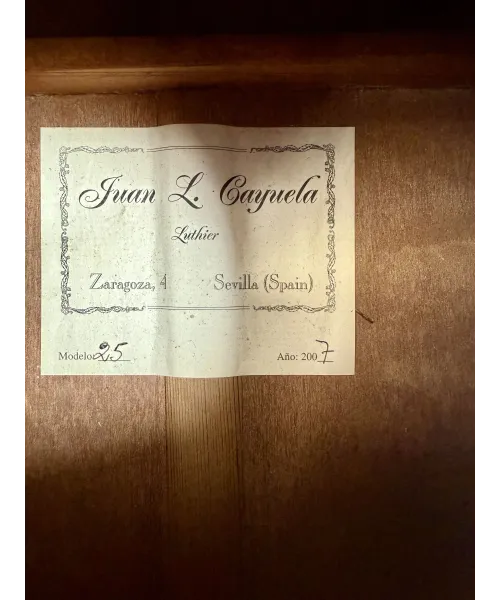 Juan L. Cayuela
Luthier
Zaragoza, 4 Sevilla (Spain)
Modelo: 25 Año: 2007